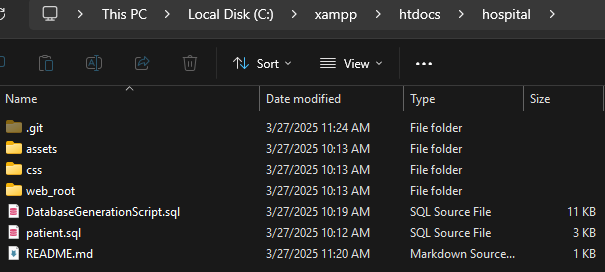 This PC > Local Disk (C:) > xampp > htdocs > hospital >
Sort View ...
Name Date modified Type Size
.git 3/27/2025 11:24 AM File folder
assets 3/27/2025 10:13 AM File folder
css 3/27/2025 10:13 AM File folder
web_root 3/27/2025 10:13 AM File folder
DatabaseGenerationScript.sql 3/27/2025 10:19 AM SQL Source File 11 KB
patient.sql 3/27/2025 10:12 AM SQL Source File 3 KB
README.md 3/27/2025 11:20 AM Markdown Source... 1 KB